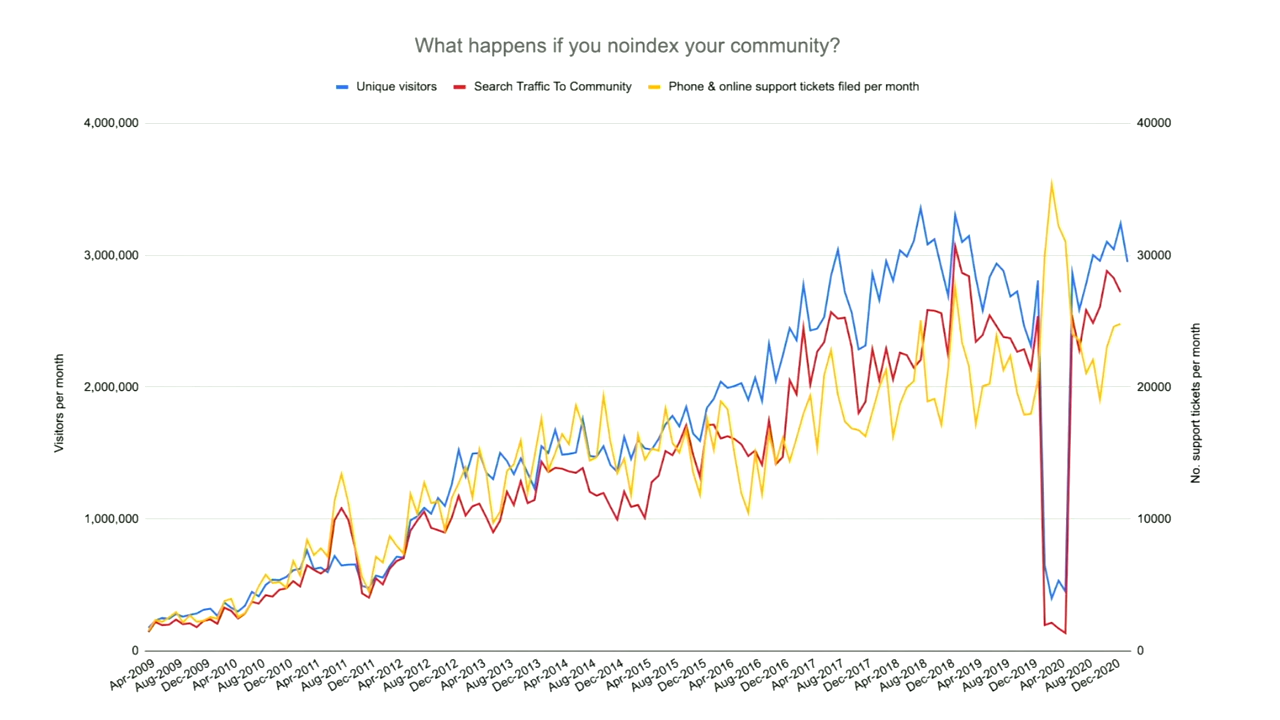 What happens if you noindex your community?
Unique visitors
Search Traffic To Community
Phone & online support tickets filed per month
4,000,000
3,000,000
2,000,000
1,000,000
0
Visitors per month
40000
30000
20000
10000
0
No. support tickets per month
Apr-2009
Aug-2009
Dec-2009
Apr-2010
Aug-2010
Dec-2010
Apr-2011
Aug-2011
Dec-2011
Apr-2012
Aug-2012
Dec-2012
Apr-2013
Aug-2013
Dec-2013
Apr-2014
Aug-2014
Dec-2014
Apr-2015
Aug-2015
Dec-2015
Apr-2016
Aug-2016
Dec-2016
Apr-2017
Aug-2017
Dec-2017
Apr-2018
Aug-2018
Dec-2018
Apr-2019
Aug-2019
Dec-2019
Apr-2020
Aug-2020
Dec-2020